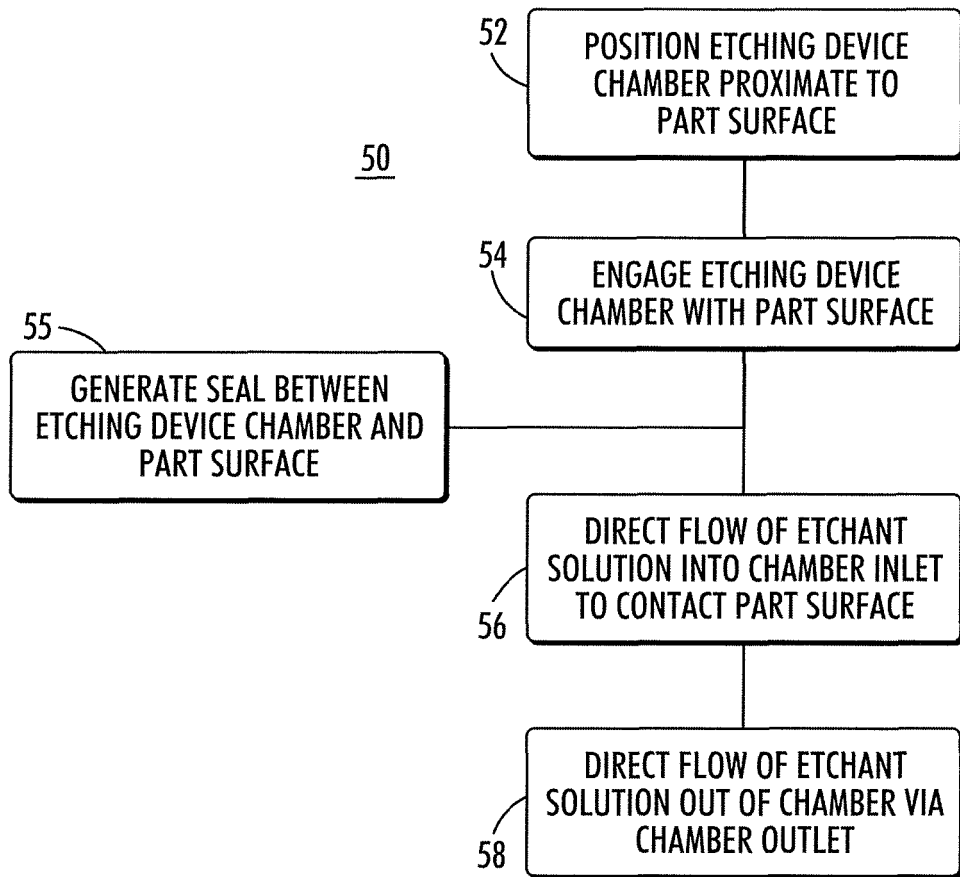 52
POSITION ETCHING DEVICE
CHAMBER PROXIMATE TO
PART SURFACE
50
54
ENGAGE ETCHING DEVICE
CHAMBER WITH PART SURFACE
55
GENERATE SEAL BETWEEN
ETCHING DEVICE CHAMBER AND
PART SURFACE
DIRECT FLOW OF ETCHANT
SOLUTION INTO CHAMBER INLET
TO CONTACT PART SURFACE
56
DIRECT FLOW OF ETCHANT
SOLUTION OUT OF CHAMBER VIA
CHAMBER OUTLET
58